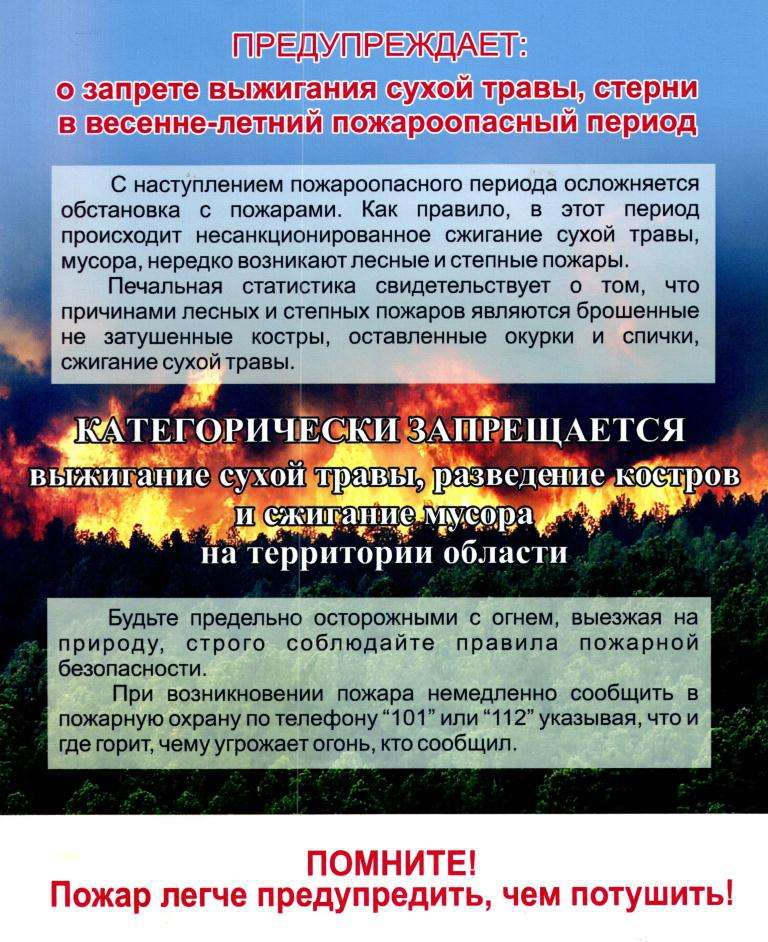 ПРЕДУПРЕЖДАЕТ:
о запрете выжигания сухой травы, стерни
в весенне-летний пожароопасный период
С наступлением пожароопасного периода осложняется
обстановка с пожарами. Как правило, в этот период
происходит несанкционированное сжигание сухой травы,
мусора, нередко возникают лесные и степные пожары.
Печальная статистика свидетельствует о том, что
причинами лесных и степных пожаров являются брошенные
не затушенные костры, оставленные окурки и спички,
сжигание сухой травы.
КАТЕГОРИЧЕСКИ ЗАПРЕЩАЕТСЯ
выжигание сухой травы, разведение костров
и сжигание мусора
на территории области
Будьте предельно осторожными с огнем, выезжая на
природу, строго соблюдайте правила пожарной
безопасности.
При возникновении пожара немедленно сообщить в
пожарную охрану по телефону “101” или “112” указывая, что и
где горит, чему угрожает огонь, кто сообщил.
ПОМНИТЕ!
Пожар легче предупредить, чем потушить!